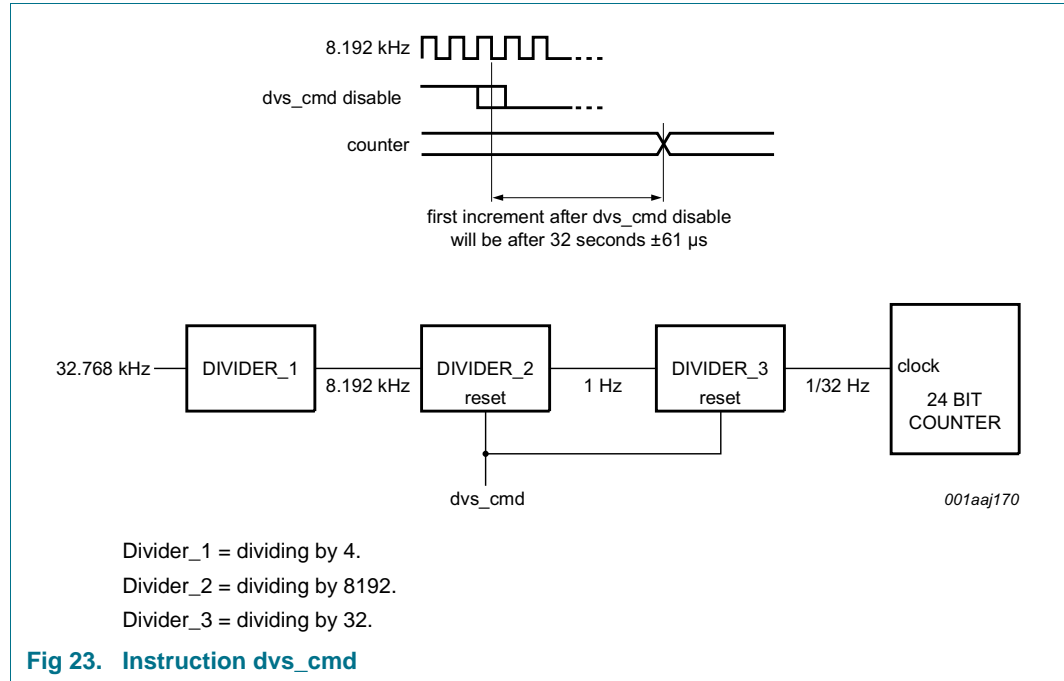 8.192 kHz
dvs_cmd disable
counter
first increment after dvs_cmd disable
will be after 32 seconds ±61 μs
32.768 kHz
DIVIDER_1
8.192 kHz
DIVIDER_2
reset
1 Hz
DIVIDER_3
reset
1/32 Hz
clock
24 BIT
COUNTER
dvs_cmd
001aaj170
Divider_1 = dividing by 4.
Divider_2 = dividing by 8192.
Divider_3 = dividing by 32.
Fig 23. Instruction dvs_cmd